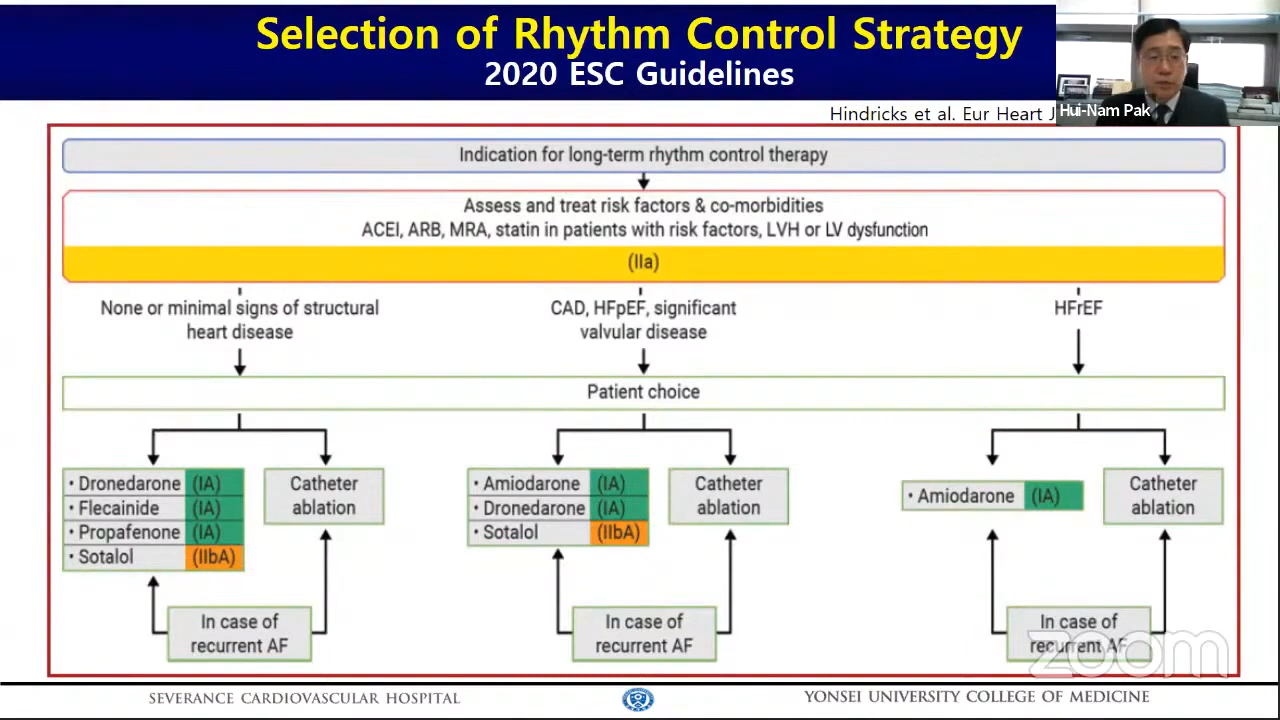 Selection of Rhythm Control Strategy
2020 ESC Guidelines
Hui-Nam Pak
Hindricks et al. Eur Heart J
Indication for long-term rhythm control therapy
Assess and treat risk factors & co-morbidities
ACEI, ARB, MRA, statin in patients with risk factors, LVH or LV dysfunction
(IIa)
None or minimal signs of structural
heart disease
CAD, HFpEF, significant
valvular disease
HFrEF
Patient choice
• Dronedarone (IA)
• Flecainide (IA)
• Propafenone (IA)
• Sotalol (IIbA)
Catheter
ablation
In case of
recurrent AF
• Amiodarone (IA)
• Dronedarone (IA)
• Sotalol (IIbA)
Catheter
ablation
In case of
recurrent AF
• Amiodarone (IA)
Catheter
ablation
In case of
recurrent AF
zoom
SEVERANCE CARDIOVASCULAR HOSPITAL
YONSEI UNIVERSITY COLLEGE OF MEDICINE